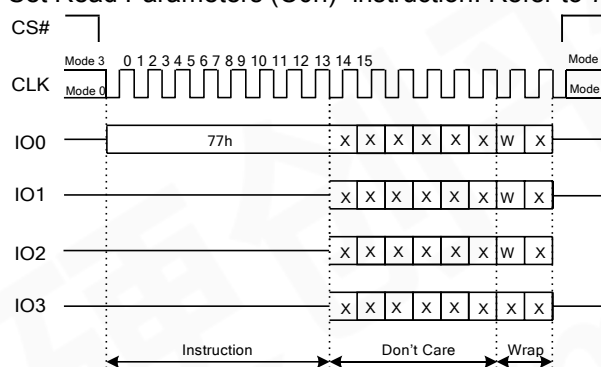 Set Read Parameters (C0h)" instruction. Refer to
CS#
Mode 3 0 1 2 3 4 5 6 7 8 9 10 11 12 13 14 15 Mode
CLK
Mode 0 Mode
IO0 77h X X X X X X W X
IO1 X X X X X X W X
IO2 X X X X X X W X
IO3 X X X X X X X X
Instruction Don't Care Wrap